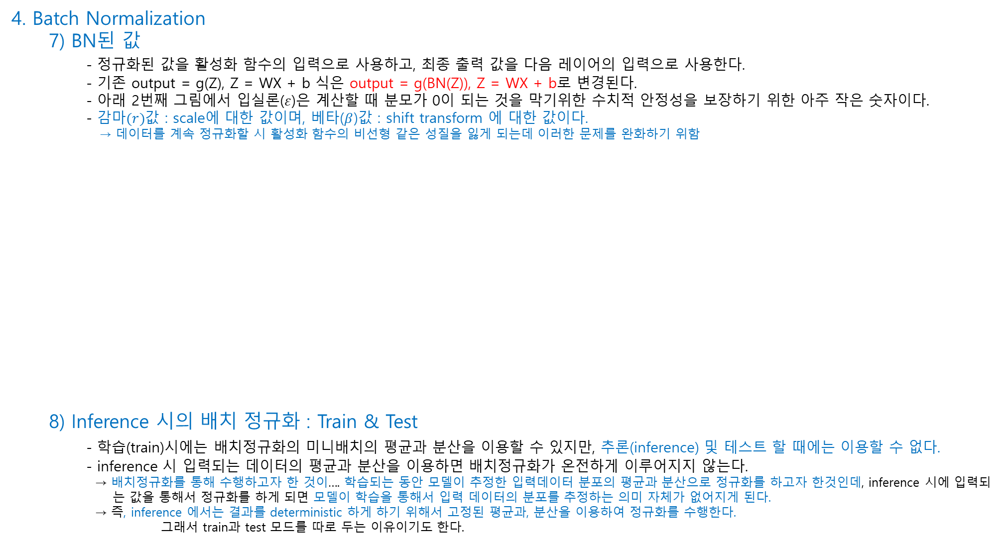 4. Batch Normalization
7) BN된 값
- 정규화된 값을 활성화 함수의 입력으로 사용하고, 최종 출력 값을 다음 레이어의 입력으로 사용한다.
- 기존 output = g(Z), Z = WX + b 식은 output = g(BN(Z)), Z = WX + b로 변경된다.
- 아래 2번째 그림에서 입실론(𝜀)은 계산할 때 분모가 0이 되는 것을 막기위한 수치적 안정성을 보장하기 위한 아주 작은 숫자이다.
- 감마(𝑟)값 : scale에 대한 값이며, 베타(𝛽)값 : shift transform 에 대한 값이다.
→ 데이터를 계속 정규화할 시 활성화 함수의 비선형 같은 성질을 잃게 되는데 이러한 문제를 완화하기 위함
8) Inference 시의 배치 정규화 : Train & Test
- 학습(train)시에는 배치정규화의 미니배치의 평균과 분산을 이용할 수 있지만, 추론(inference) 및 테스트 할 때에는 이용할 수 없다.
- inference 시 입력되는 데이터의 평균과 분산을 이용하면 배치정규화가 온전하게 이루어지지 않는다.
→ 배치정규화를 통해 수행하고자 한 것이.... 학습되는 동안 모델이 추정한 입력데이터 분포의 평균과 분산으로 정규화를 하고자 한것인데, inference 시에 입력되
는 값을 통해서 정규화를 하게 되면 모델이 학습을 통해서 입력 데이터의 분포를 추정하는 의미 자체가 없어지게 된다.
→ 즉, inference 에서는 결과를 deterministic 하게 하기 위해서 고정된 평균과, 분산을 이용하여 정규화를 수행한다.
그래서 train과 test 모드를 따로 두는 이유이기도 한다.